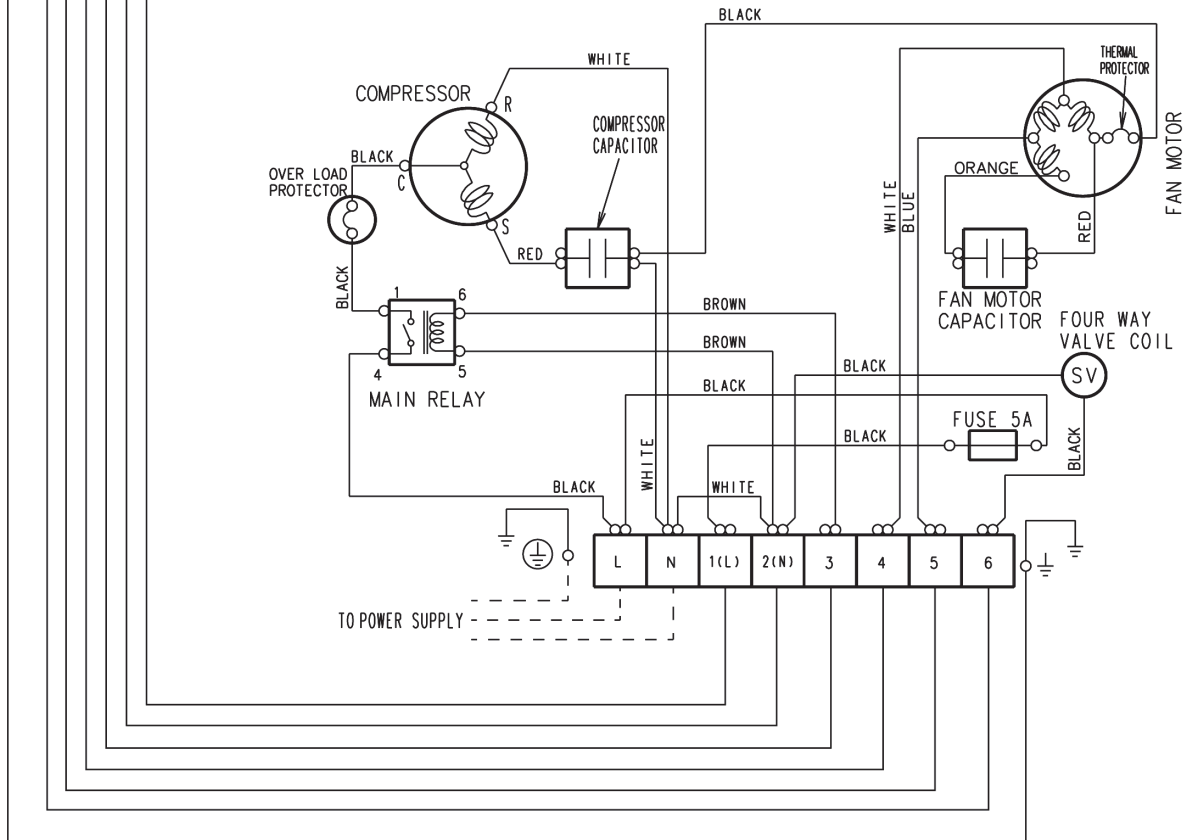 BLACK
WHITE
THERMAL
PROTECTOR
COMPRESSOR
R
COMPRESSOR
CAPACITOR
FAN MOTOR
BLACK
C
OVER LOAD
PROTECTOR
ORANGE
WHITE
BLUE
RED
S
RED
BLACK
1
6
BROWN
FAN MOTOR
CAPACITOR
FOUR WAY
VALVE COIL
BROWN
4
5
BLACK
SV
MAIN RELAY
BLACK
FUSE 5A
BLACK
BLACK
WHITE
BLACK
WHITE
L
N
1(L)
2(N)
3
4
5
6
TO POWER SUPPLY